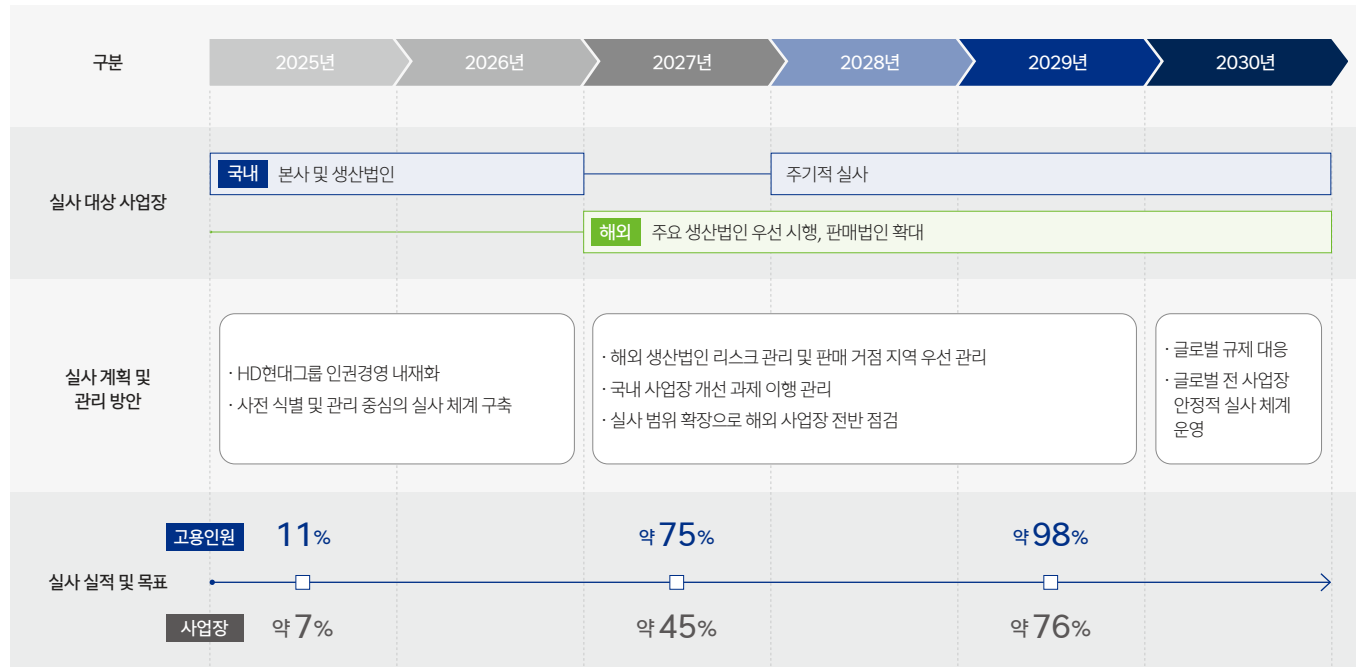 구분
2025년
2026년
2027년
2028년
2029년
2030년
실사 대상 사업장
국내
본사 및 생산법인
주기적 실사
해외
주요 생산법인 우선 시행, 판매법인 확대
실사 계획 및
관리 방안
· HD현대그룹 인권경영 내재화
· 사전 식별 및 관리 중심의 실사 체계 구축
· 해외 생산법인 리스크 관리 및 판매 거점 지역 우선 관리
· 국내 사업장 개선 과제 이행 관리
· 실사 범위 확장으로 해외 사업장 전반 점검
· 글로벌 규제 대응
· 글로벌 전 사업장
안정적 실사 체계
운영
실사 실적 및 목표
고용인원
11%
약 75%
약 98%
사업장
약 7%
약 45%
약 76%